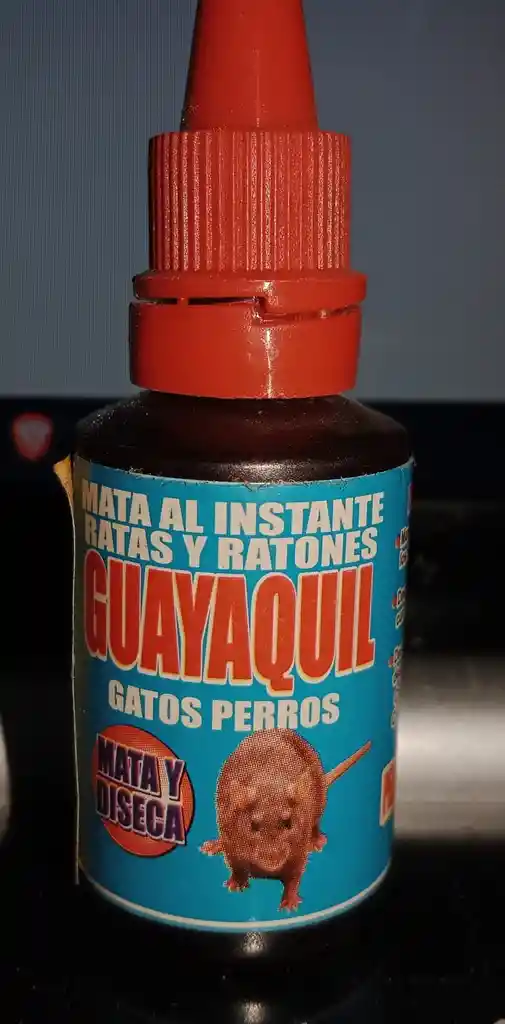 MATA AL INSTANTE
RATAS Y RATONES
GUAYAQUIL
GATOS PERROS
MATA Y
DISECA